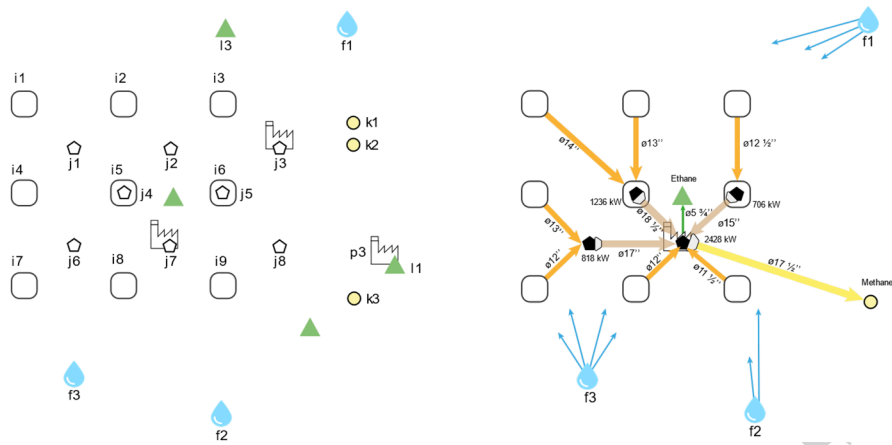 l3
f1
i1
i2
i3
k1
k2
j1
j2
j3
i4
i5
j4
i6
j5
j6
j7
j8
p3
l1
i7
i8
i9
k3
f3
f2
f1
ø14’’
ø13’’
ø12 ½’’
Ethane
1236 kW
706 kW
ø18 ½’’
ø5 ¾’’
ø15’’
ø13’’
2428 kW
818 kW
ø17’’
ø17 ½’’
ø12’’
ø12’’
ø11 ½’’
Methane
f3
f2